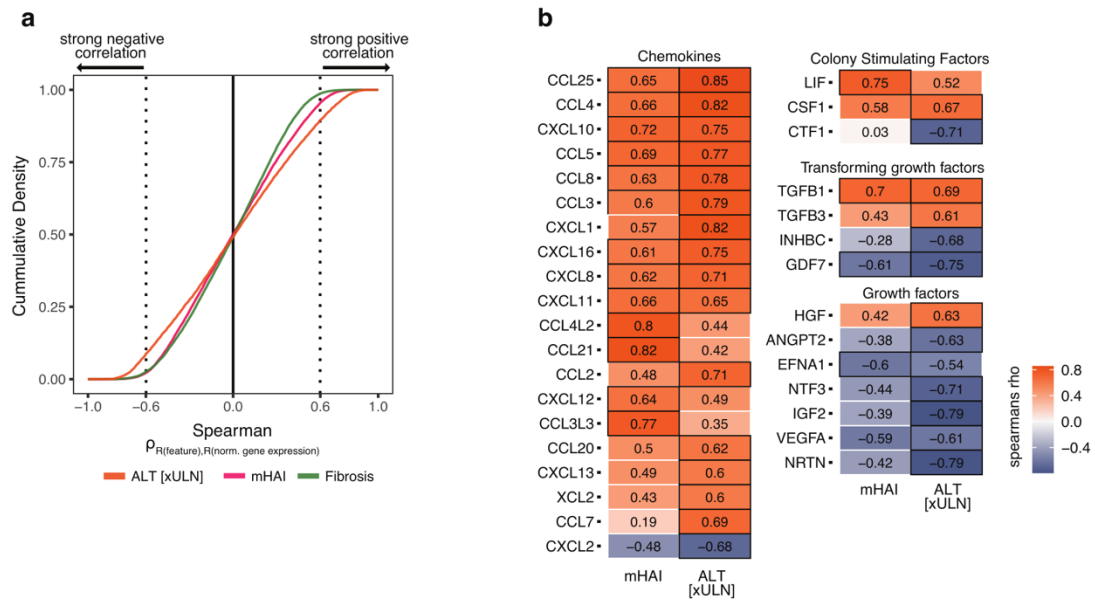 a
strong negative
correlation
strong positive
correlation
1.00
0.75
0.50
0.25
0.00
Cummulative Density
−1.0 −0.6 0.0 0.6 1.0
Spearman
ρR(feature),R(norm. gene expression)
ALT [xULN] mHAI Fibrosis
b
Chemokines
CCL25 0.65 0.85
CCL4 0.66 0.82
CXCL10 0.72 0.75
CCL5 0.69 0.77
CCL8 0.63 0.78
CCL3 0.6 0.79
CXCL1 0.57 0.82
CXCL16 0.61 0.75
CXCL8 0.62 0.71
CXCL11 0.66 0.65
CCL4L2 0.8 0.44
CCL21 0.82 0.42
CCL2 0.48 0.71
CXCL12 0.64 0.49
CCL3L3 0.77 0.35
CCL20 0.5 0.62
CXCL13 0.49 0.6
XCL2 0.43 0.6
CCL7 0.19 0.69
CXCL2 −0.48 −0.68
mHAI ALT
[xULN]
Colony Stimulating Factors
LIF 0.75 0.52
CSF1 0.58 0.67
CTF1 0.03 −0.71
Transforming growth factors
TGFB1 0.7 0.69
TGFB3 0.43 0.61
INHBC −0.28 −0.68
GDF7 −0.61 −0.75
Growth factors
HGF 0.42 0.63
ANGPT2 −0.38 −0.63
EFNA1 −0.6 −0.54
NTF3 −0.44 −0.71
IGF2 −0.39 −0.79
VEGFA −0.59 −0.61
NRTN −0.42 −0.79
mHAI ALT
[xULN]
spearmans rho
0.8
0.4
0.0
−0.4